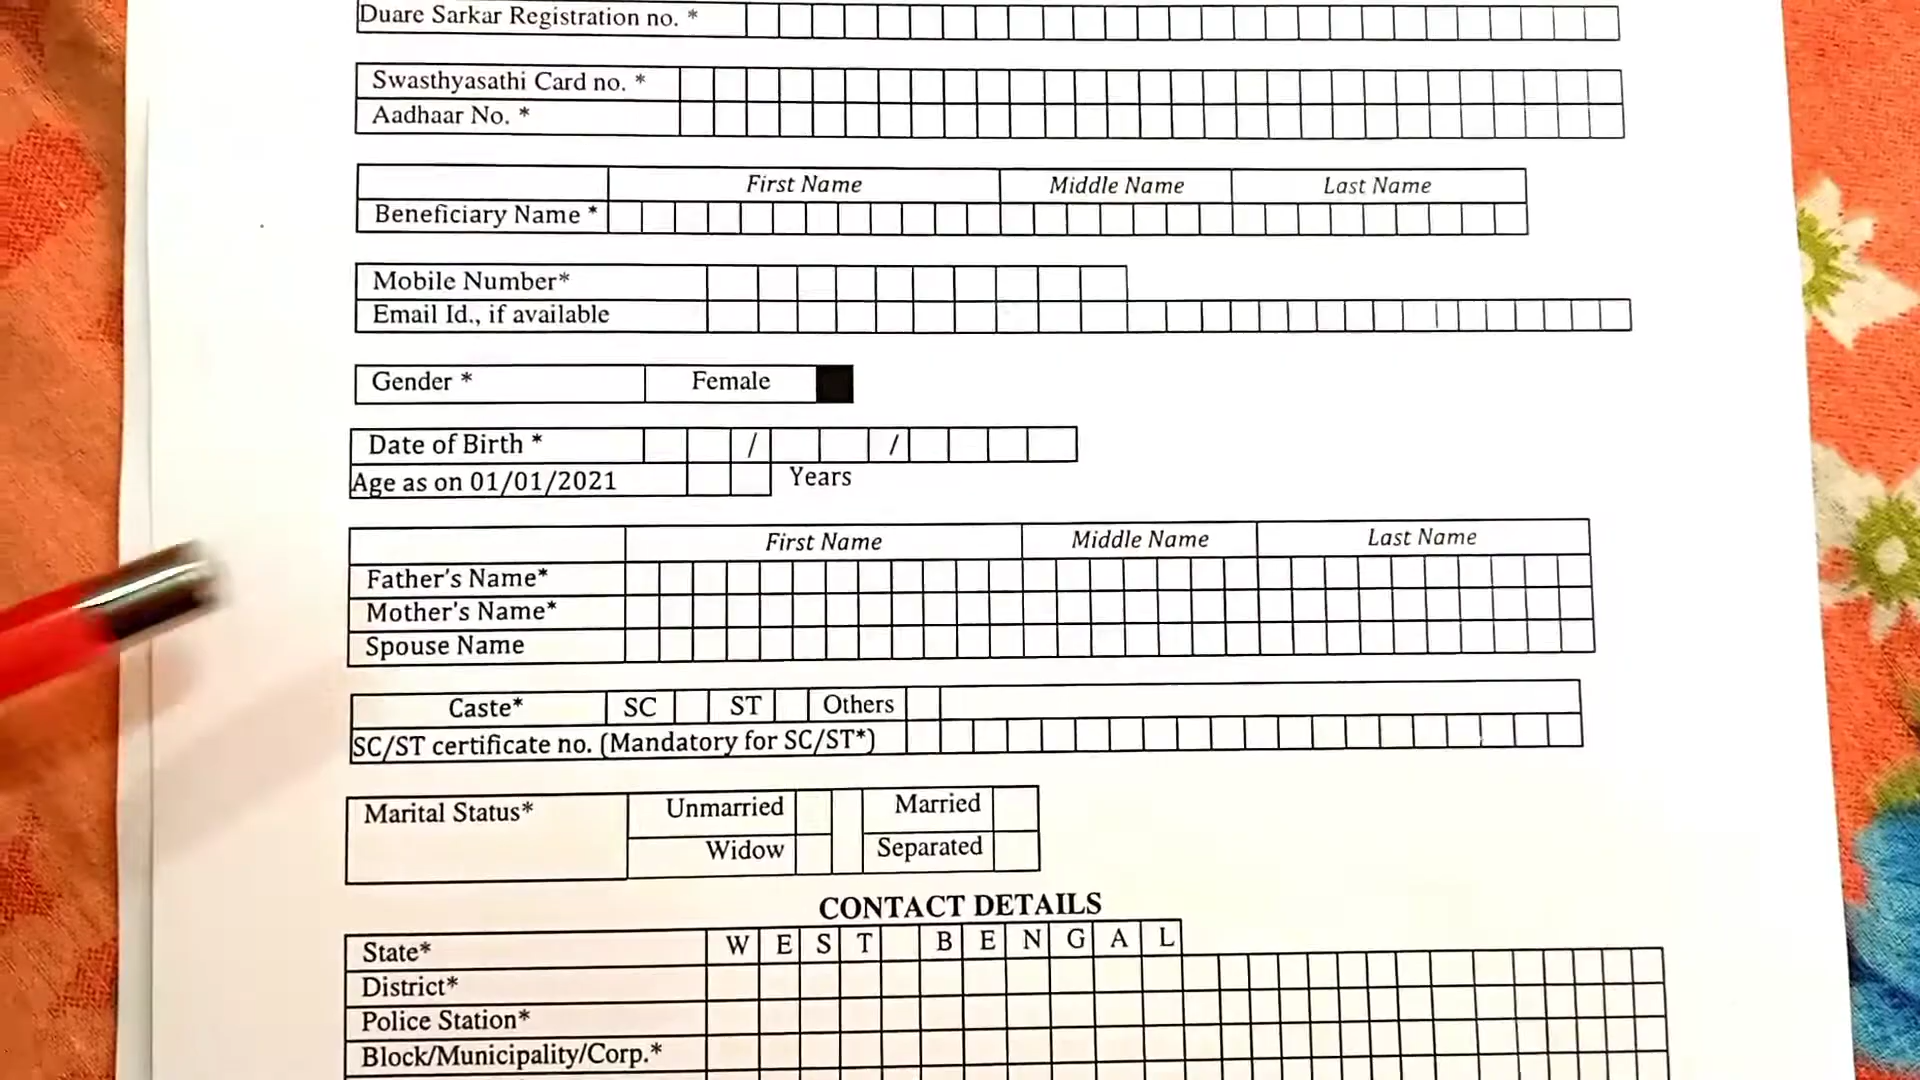 Duare Sarkar Registration no. *
Swasthyasathi Card no. *
Aadhaar No. *
First Name Middle Name Last Name
Beneficiary Name *
Mobile Number*
Email Id., if available
Gender * Female
Date of Birth * / /
Age as on 01/01/2021 Years
First Name Middle Name Last Name
Father's Name*
Mother's Name*
Spouse Name
Caste* SC ST Others
SC/ST certificate no. (Mandatory for SC/ST*)
Marital Status* Unmarried Married
Widow Separated
CONTACT DETAILS
State* W E S T B E N G A L
District*
Police Station*
Block/Municipality/Corp.*